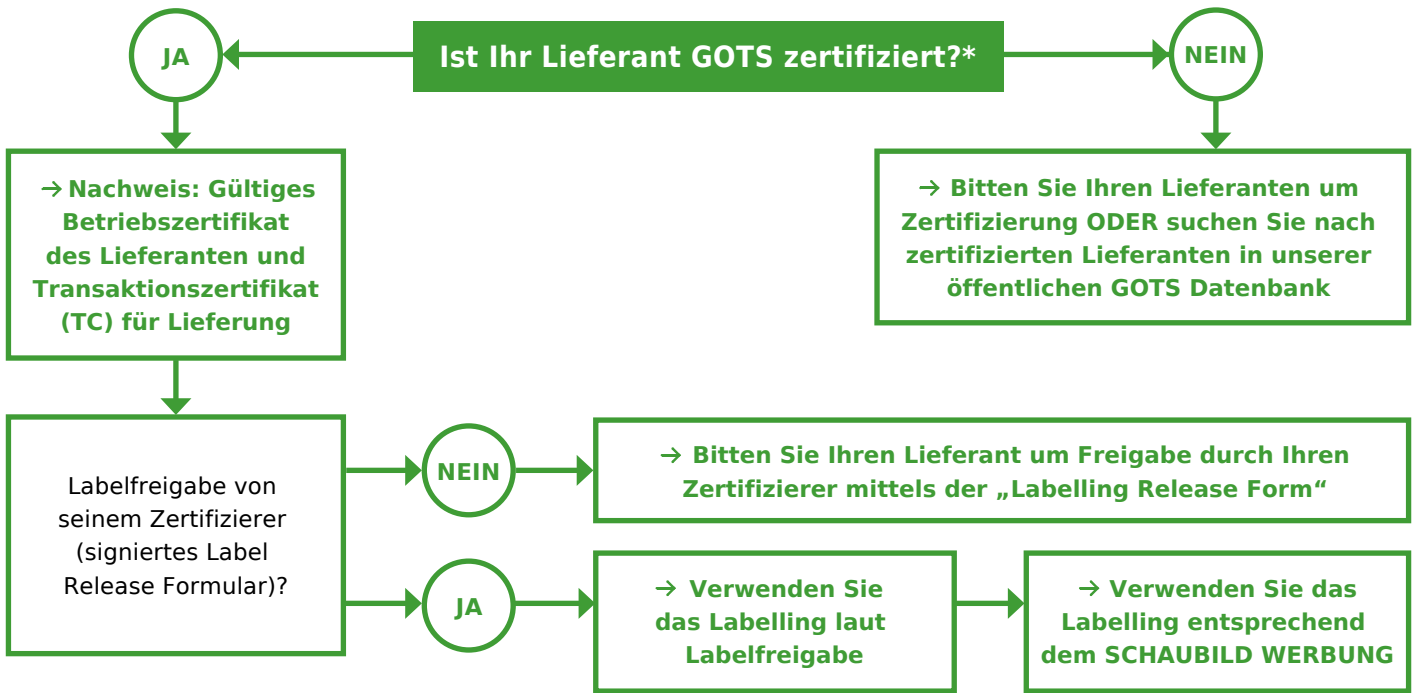 JA
Ist Ihr Lieferant GOTS zertifiziert?*
NEIN
→ Nachweis: Gültiges
Betriebszertifikat
des Lieferanten und
Transaktionszertifikat
(TC) für Lieferung
→ Bitten Sie Ihren Lieferanten um
Zertifizierung ODER suchen Sie nach
zertifizierten Lieferanten in unserer
öffentlichen GOTS Datenbank
Labelfreigabe von
seinem Zertifizierer
(signiertes Label
Release Formular)?
NEIN
→ Bitten Sie Ihren Lieferant um Freigabe durch Ihren
Zertifizierer mittels der „Labelling Release Form“
JA
→ Verwenden Sie
das Labelling laut
Labelfreigabe
→ Verwenden Sie das
Labelling entsprechend
dem SCHAUBILD WERBUNG